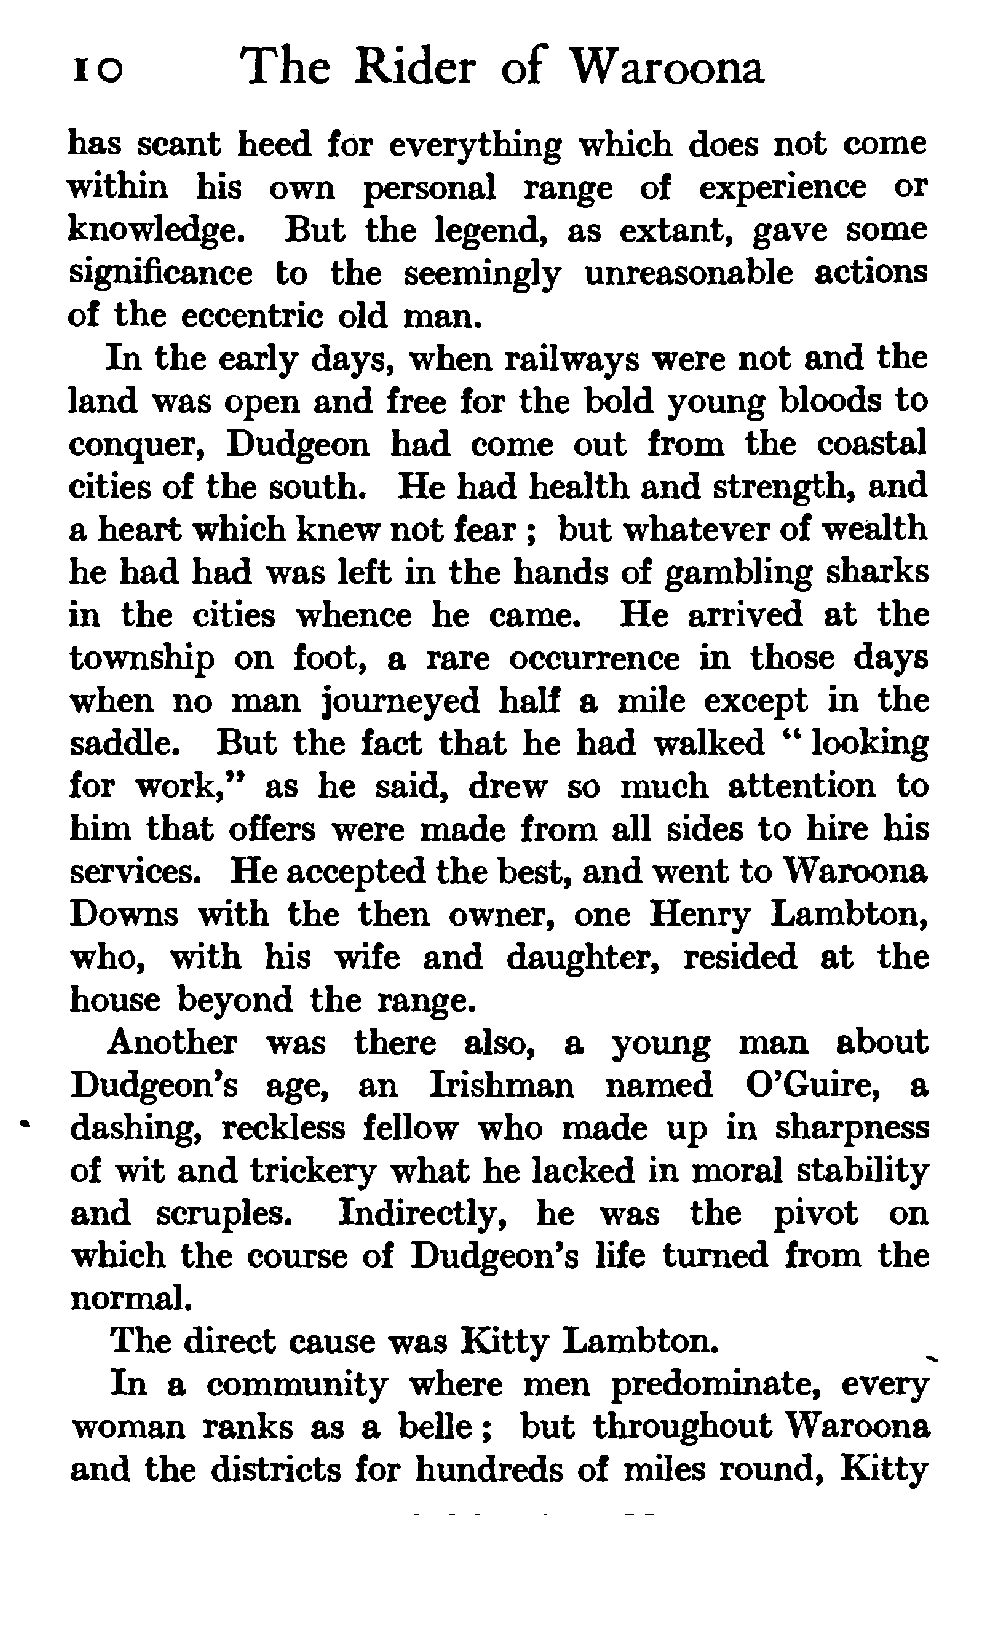 10 The Rider of Waroona
has scant heed for everything which does not come
within his own personal range of experience or
knowledge. But the legend, as extant, gave some
significance to the seemingly unreasonable actions
of the eccentric old man.
In the early days, when railways were not and the
land was open and free for the bold young bloods to
conquer, Dudgeon had come out from the coastal
cities of the south. He had health and strength, and
a heart which knew not fear ; but whatever of wealth
he had had was left in the hands of gambling sharks
in the cities whence he came. He arrived at the
township on foot, a rare occurrence in those days
when no man journeyed half a mile except in the
saddle. But the fact that he had walked “ looking
for work,” as he said, drew so much attention to
him that offers were made from all sides to hire his
services. He accepted the best, and went to Waroona
Downs with the then owner, one Henry Lambton,
who, with his wife and daughter, resided at the
house beyond the range.
Another was there also, a young man about
Dudgeon’s age, an Irishman named O’Guire, a
dashing, reckless fellow who made up in sharpness
of wit and trickery what he lacked in moral stability
and scruples. Indirectly, he was the pivot on
which the course of Dudgeon’s life turned from the
normal.
The direct cause was Kitty Lambton.
In a community where men predominate, every
woman ranks as a belle ; but throughout Waroona
and the districts for hundreds of miles round, Kitty